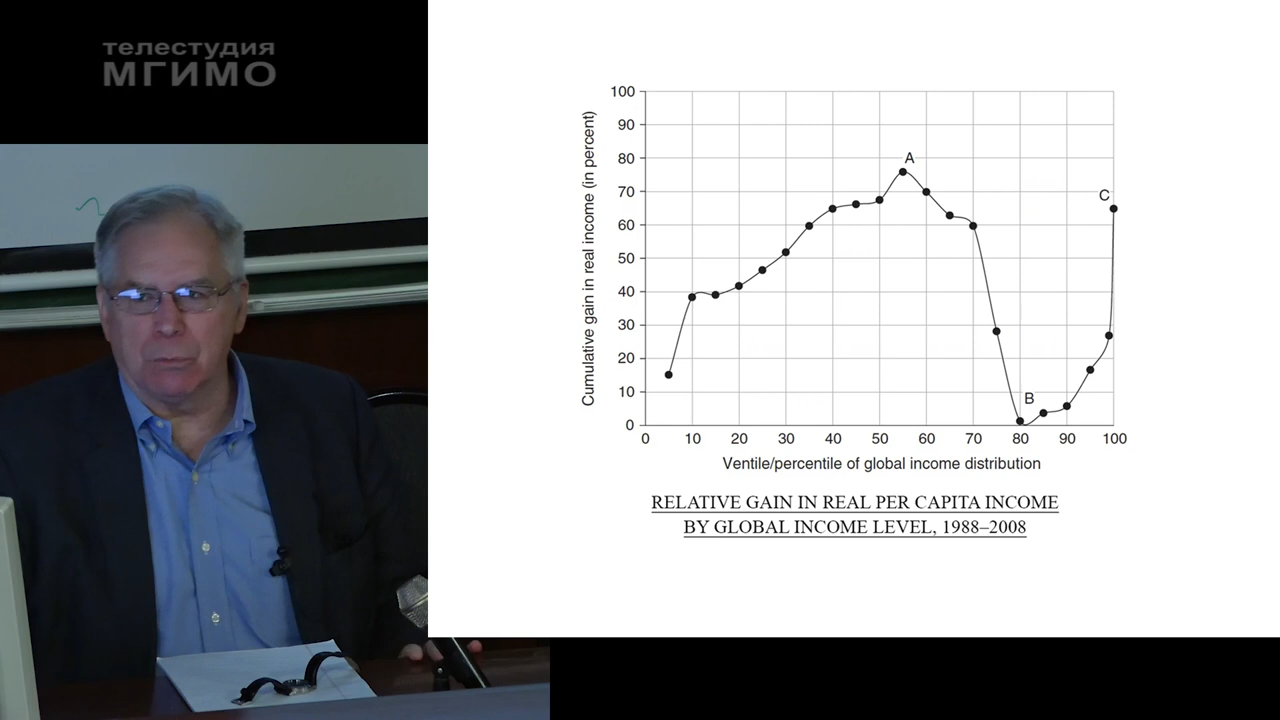 телестудия
МГИМО
100
90
80
70
60
50
40
30
20
10
0
Cumulative gain in real income (in percent)
A
B
C
0 10 20 30 40 50 60 70 80 90 100
Ventile/percentile of global income distribution
RELATIVE GAIN IN REAL PER CAPITA INCOME
BY GLOBAL INCOME LEVEL, 1988–2008